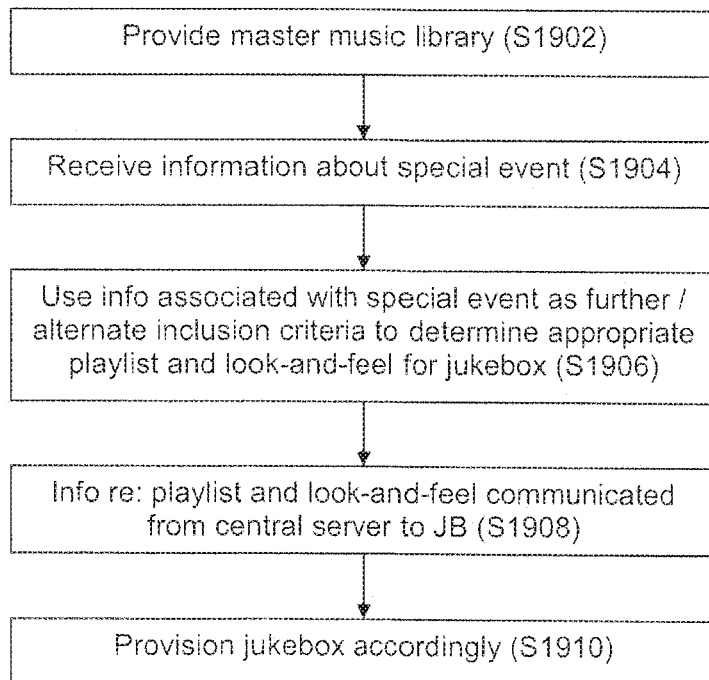 Provide master music library (S1902)
Receive information about special event (S1904)
Use info associated with special event as further /
alternate inclusion criteria to determine appropriate
playlist and look-and-feel for jukebox (S1906)
Info re: playlist and look-and-feel communicated
from central server to JB (S1908)
Provision jukebox accordingly (S1910)